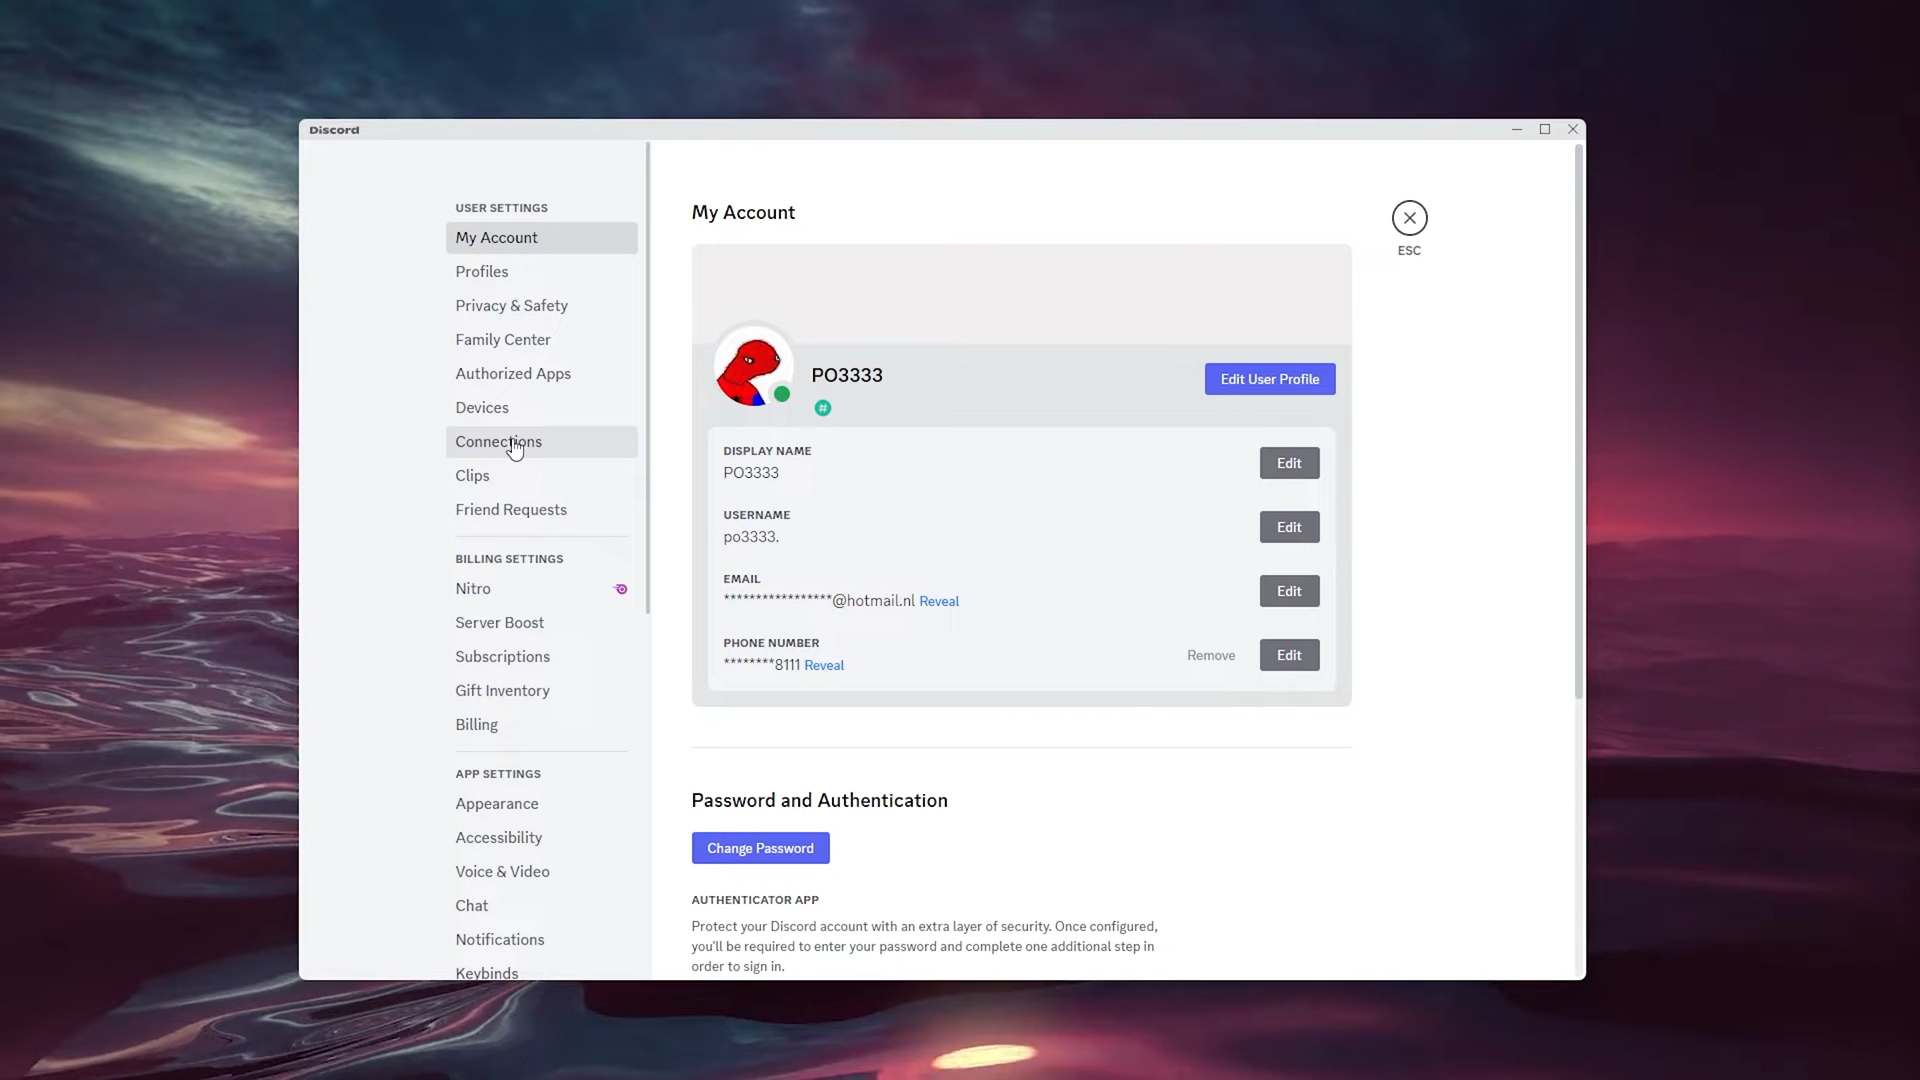 Discord
USER SETTINGS
My Account
Profiles
Privacy & Safety
Family Center
Authorized Apps
Devices
Connections
Clips
Friend Requests
BILLING SETTINGS
Nitro
Server Boost
Subscriptions
Gift Inventory
Billing
APP SETTINGS
Appearance
Accessibility
Voice & Video
Chat
Notifications
Keybinds
My Account
ESC
PO3333
Edit User Profile
#
DISPLAY NAME
PO3333
Edit
USERNAME
po3333.
Edit
EMAIL
*****************@hotmail.nl Reveal
Edit
PHONE NUMBER
********8111 Reveal
Remove
Edit
Password and Authentication
Change Password
AUTHENTICATOR APP
Protect your Discord account with an extra layer of security. Once configured,
you'll be required to enter your password and complete one additional step in
order to sign in.